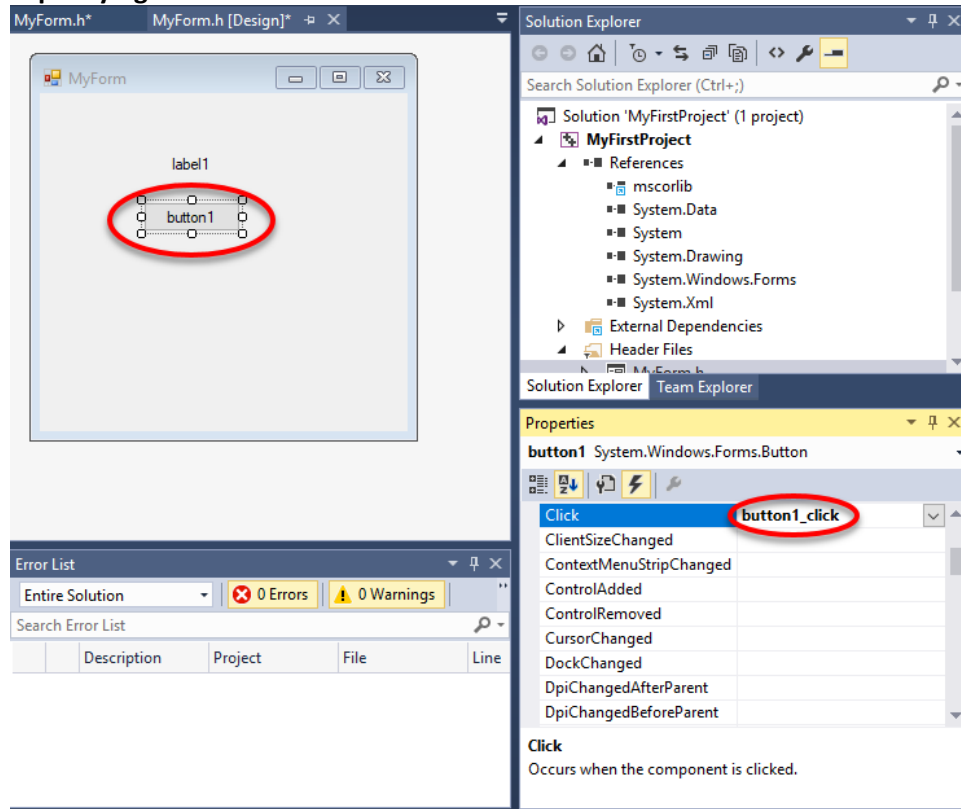 MyForm.h*
MyForm.h [Design]*
MyForm
label1
button1
Error List
Entire Solution
0 Errors
0 Warnings
"
Search Error List
Description
Project
File
Line
Solution Explorer
Search Solution Explorer (Ctrl+;)
Solution 'MyFirstProject' (1 project)
MyFirstProject
References
mscorlib
System.Data
System
System.Drawing
System.Windows.Forms
System.Xml
External Dependencies
Header Files
MyForm.h
Solution Explorer
Team Explorer
Properties
button1 System.Windows.Forms.Button
Click
button1_click
ClientSizeChanged
ContextMenuStripChanged
ControlAdded
ControlRemoved
CursorChanged
DockChanged
DpiChangedAfterParent
DpiChangedBeforeParent
Click
Occurs when the component is clicked.